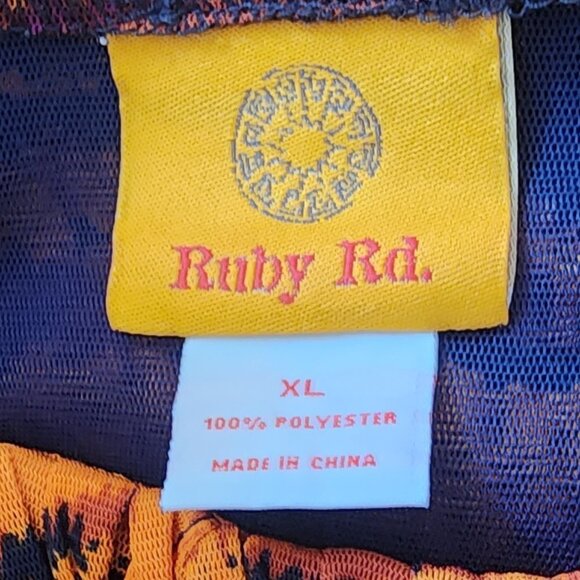 Ruby Rd.
XL
100% POLYESTER
MADE IN CHINA